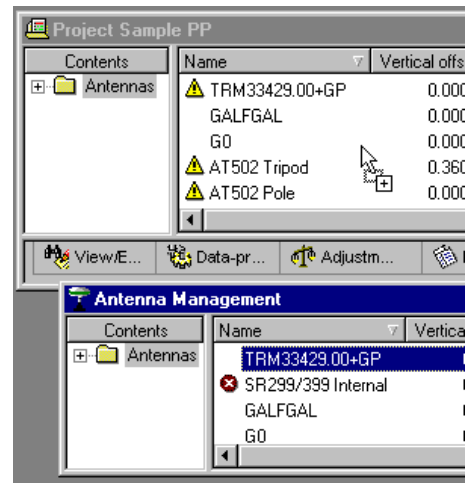 Project Sample PP
Contents Name Vertical offs
Antennas TRM33429.00+GP 0.000
GALFGAL 0.000
G0 0.000
AT502 Tripod 0.360
AT502 Pole 0.000
View/E... Data-pr... Adjustm...
Antenna Management
Contents Name Vertica
Antennas TRM33429.00+GP
SR299/399 Internal
GALFGAL
G0